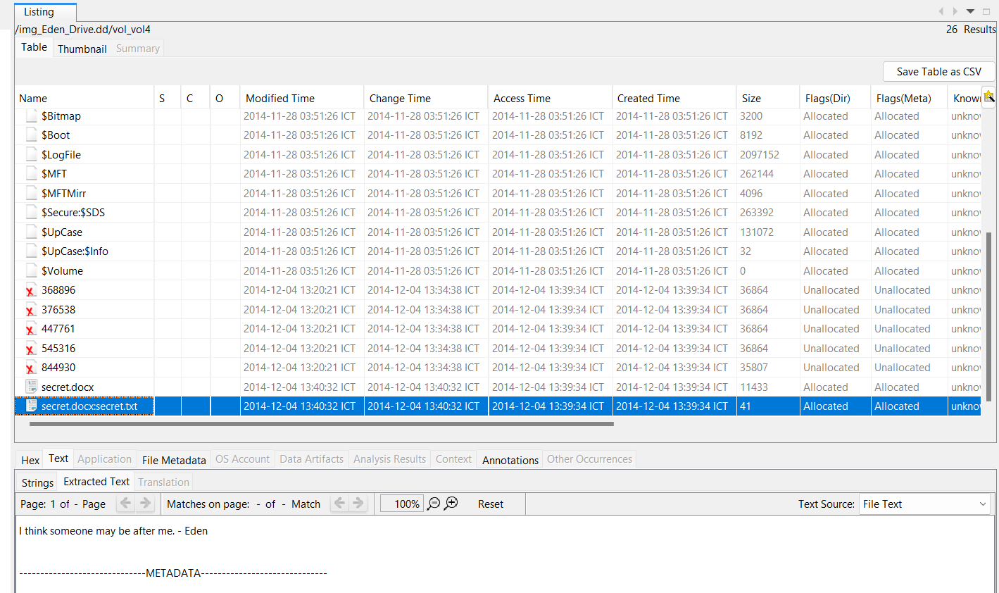 Listing
/img_Eden_Drive.dd/vol_vol4 26 Results
Table Thumbnail Summary
Save Table as CSV
Name S C O Modified Time Change Time Access Time Created Time Size Flags(Dir) Flags(Meta) Known
$Bitmap 2014-11-28 03:51:26 ICT 2014-11-28 03:51:26 ICT 2014-11-28 03:51:26 ICT 2014-11-28 03:51:26 ICT 3200 Allocated Allocated unkno
$Boot 2014-11-28 03:51:26 ICT 2014-11-28 03:51:26 ICT 2014-11-28 03:51:26 ICT 2014-11-28 03:51:26 ICT 8192 Allocated Allocated unkno
$LogFile 2014-11-28 03:51:26 ICT 2014-11-28 03:51:26 ICT 2014-11-28 03:51:26 ICT 2014-11-28 03:51:26 ICT 2097152 Allocated Allocated unkno
$MFT 2014-11-28 03:51:26 ICT 2014-11-28 03:51:26 ICT 2014-11-28 03:51:26 ICT 2014-11-28 03:51:26 ICT 262144 Allocated Allocated unkno
$MFTMirr 2014-11-28 03:51:26 ICT 2014-11-28 03:51:26 ICT 2014-11-28 03:51:26 ICT 2014-11-28 03:51:26 ICT 4096 Allocated Allocated unkno
$Secure:$SDS 2014-11-28 03:51:26 ICT 2014-11-28 03:51:26 ICT 2014-11-28 03:51:26 ICT 2014-11-28 03:51:26 ICT 263392 Allocated Allocated unkno
$UpCase 2014-11-28 03:51:26 ICT 2014-11-28 03:51:26 ICT 2014-11-28 03:51:26 ICT 2014-11-28 03:51:26 ICT 131072 Allocated Allocated unkno
$UpCase:$Info 2014-11-28 03:51:26 ICT 2014-11-28 03:51:26 ICT 2014-11-28 03:51:26 ICT 2014-11-28 03:51:26 ICT 32 Allocated Allocated unkno
$Volume 2014-11-28 03:51:26 ICT 2014-11-28 03:51:26 ICT 2014-11-28 03:51:26 ICT 2014-11-28 03:51:26 ICT 0 Allocated Allocated unkno
368896 2014-12-04 13:20:21 ICT 2014-12-04 13:34:38 ICT 2014-12-04 13:39:34 ICT 2014-12-04 13:39:34 ICT 36864 Unallocated Unallocated unkno
376538 2014-12-04 13:20:21 ICT 2014-12-04 13:34:38 ICT 2014-12-04 13:39:34 ICT 2014-12-04 13:39:34 ICT 36864 Unallocated Unallocated unkno
447761 2014-12-04 13:20:21 ICT 2014-12-04 13:34:38 ICT 2014-12-04 13:39:34 ICT 2014-12-04 13:39:34 ICT 36864 Unallocated Unallocated unkno
545316 2014-12-04 13:20:21 ICT 2014-12-04 13:34:38 ICT 2014-12-04 13:39:34 ICT 2014-12-04 13:39:34 ICT 36864 Unallocated Unallocated unkno
844930 2014-12-04 13:20:21 ICT 2014-12-04 13:34:38 ICT 2014-12-04 13:39:34 ICT 2014-12-04 13:39:34 ICT 35807 Unallocated Unallocated unkno
secret.docx 2014-12-04 13:40:32 ICT 2014-12-04 13:40:32 ICT 2014-12-04 13:39:34 ICT 2014-12-04 13:39:34 ICT 11433 Allocated Allocated unkno
secret.docx:secret.txt 2014-12-04 13:40:32 ICT 2014-12-04 13:40:32 ICT 2014-12-04 13:39:34 ICT 2014-12-04 13:39:34 ICT 41 Allocated Allocated unkno
Hex Text Application File Metadata OS Account Data Artifacts Analysis Results Context Annotations Other Occurrences
Strings Extracted Text Translation
Page: 1 of - Page Matches on page: - of - Match 100% Reset Text Source: File Text
I think someone may be after me. - Eden
------------------------------METADATA------------------------------